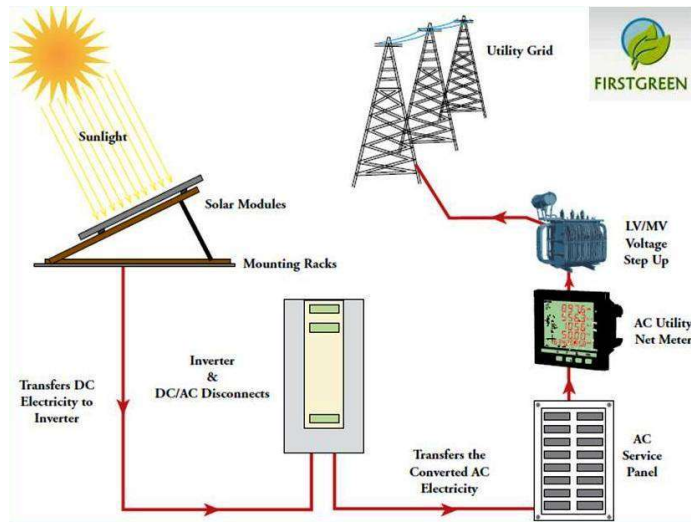 Sunlight
Solar Modules
Mounting Racks
Transfers DC
Electricity to
Inverter
Inverter
&
DC/AC Disconnects
Transfers the
Converted AC
Electricity
AC
Service
Panel
AC Utility
Net Meter
LV/MV
Voltage
Step Up
Utility Grid
FIRSTGREEN